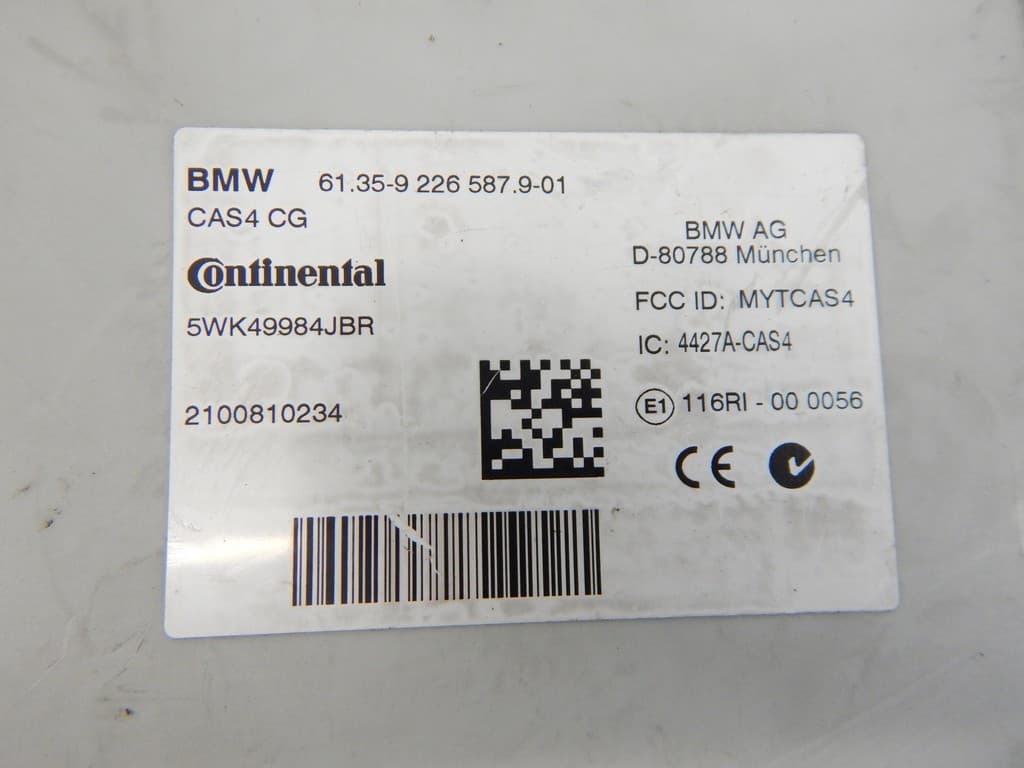 BMW 61.35-9 226 587.9-01
CAS4 CG
Continental
5WK49984JBR
2100810234
BMW AG
D-80788 München
FCC ID: MYTCAS4
IC: 4427A-CAS4
E1 116RI - 00 0056
CE